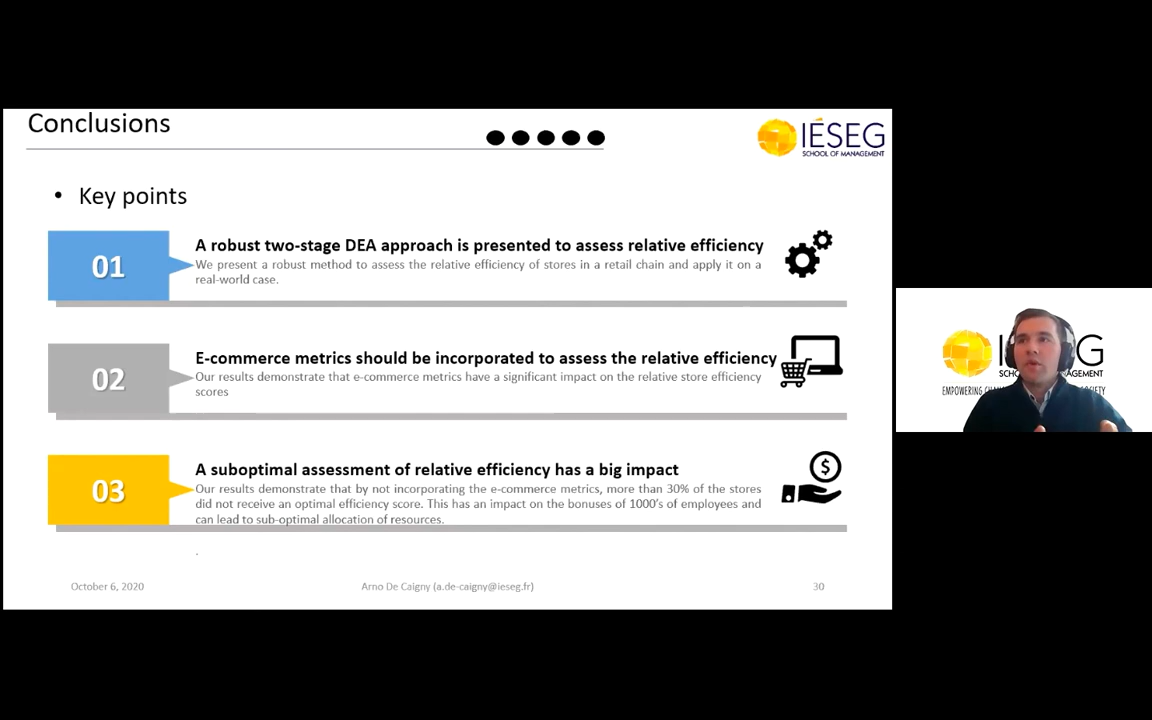 Conclusions
IÉSEG
SCHOOL OF MANAGEMENT
• Key points
01
A robust two-stage DEA approach is presented to assess relative efficiency
We present a robust method to assess the relative efficiency of stores in a retail chain and apply it on a
real-world case.
02
E-commerce metrics should be incorporated to assess the relative efficiency
Our results demonstrate that e-commerce metrics have a significant impact on the relative store efficiency
scores
03
A suboptimal assessment of relative efficiency has a big impact
$
Our results demonstrate that by not incorporating the e-commerce metrics, more than 30% of the stores
did not receive an optimal efficiency score. This has an impact on the bonuses of 1000's of employees and
can lead to sub-optimal allocation of resources.
.
October 6, 2020
Arno De Caigny (a.de-caigny@ieseg.fr)
30